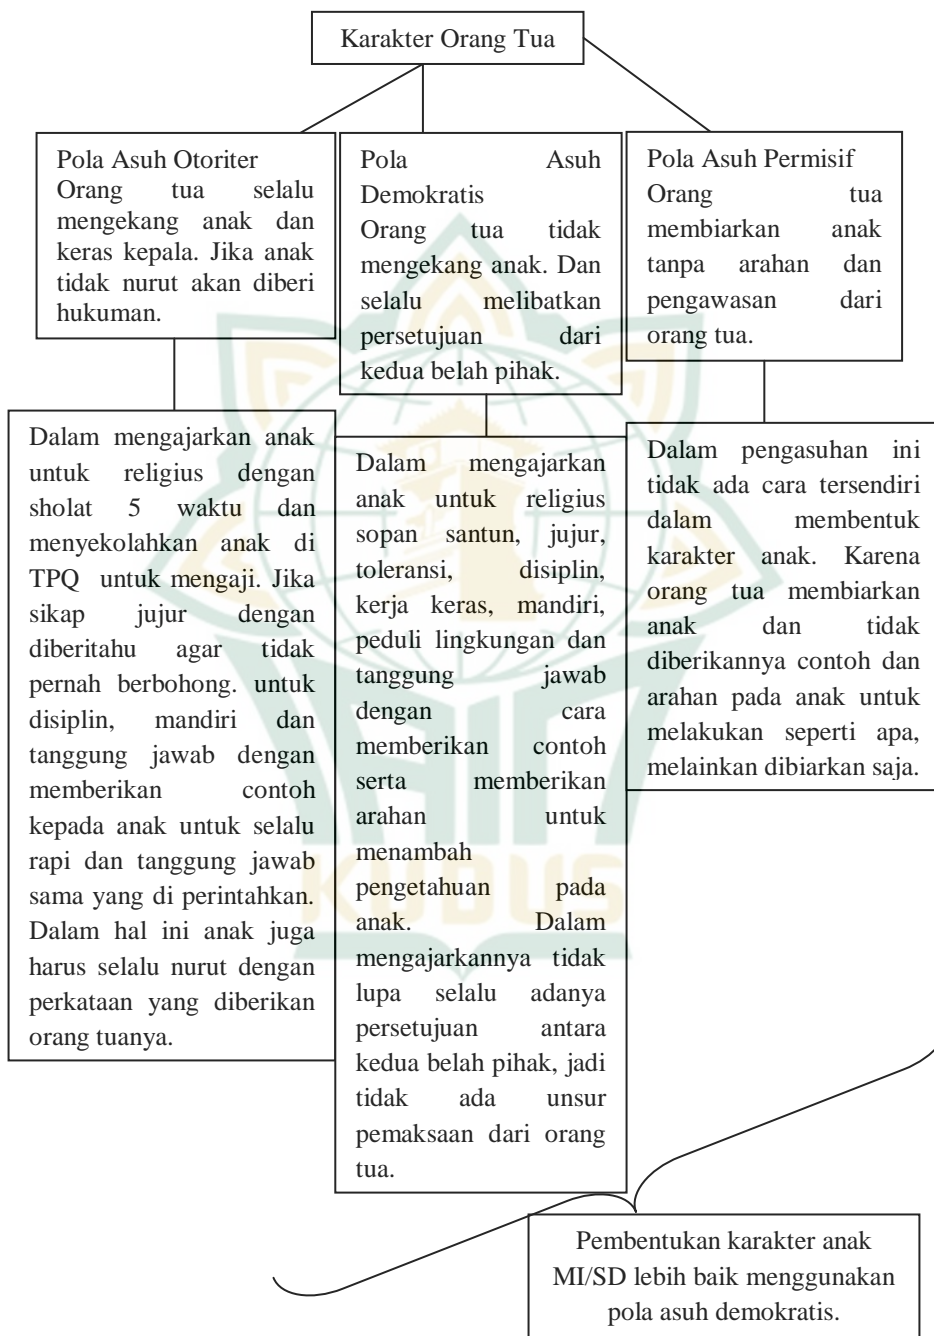 Karakter Orang Tua
Pola Asuh Otoriter
Orang tua selalu
mengekang anak dan
keras kepala. Jika anak
tidak nurut akan diberi
hukuman.
Pola Asuh
Demokratis
Orang tua tidak
mengekang anak. Dan
selalu melibatkan
persetujuan dari
kedua belah pihak.
Pola Asuh Permisif
Orang tua
membiarkan anak
tanpa arahan dan
pengawasan dari
orang tua.
Dalam mengajarkan anak
untuk religius dengan
sholat 5 waktu dan
menyekolahkan anak di
TPQ untuk mengaji. Jika
sikap jujur dengan
diberitahu agar tidak
pernah berbohong. untuk
disiplin, mandiri dan
tanggung jawab dengan
memberikan contoh
kepada anak untuk selalu
rapi dan tanggung jawab
sama yang di perintahkan.
Dalam hal ini anak juga
harus selalu nurut dengan
perkataan yang diberikan
orang tuanya.
Dalam mengajarkan
anak untuk religius
sopan santun, jujur,
toleransi, disiplin,
kerja keras, mandiri,
peduli lingkungan dan
tanggung jawab
dengan cara
memberikan contoh
serta memberikan
arahan untuk
menambah
pengetahuan pada
anak. Dalam
mengajarkannya tidak
lupa selalu adanya
persetujuan antara
kedua belah pihak, jadi
tidak ada unsur
pemaksaan dari orang
tua.
Dalam pengasuhan ini
tidak ada cara tersendiri
dalam membentuk
karakter anak. Karena
orang tua membiarkan
anak dan tidak
diberikannya contoh dan
arahan pada anak untuk
melakukan seperti apa,
melainkan dibiarkan saja.
KUDUS
Pembentukan karakter anak
MI/SD lebih baik menggunakan
pola asuh demokratis.